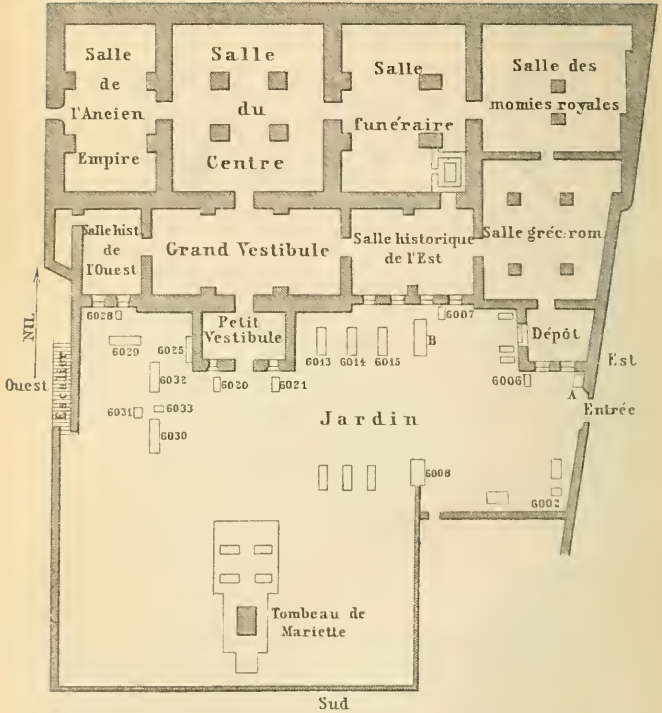 Salle
de
l'Ancien
Empire
Salle
du
Centre
Salle
funéraire
Salle des
momies royales
Salle hist.
de
l'Ouest
Grand Vestibule
Salle historique
de l'Est
Salle gréc: rom.
Petit
Vestibule
Dépôt
NIL
Ouest
Escalier
Est
Entrée
A
B
6028
6029
6025
6032
6031
6033
6030
6020
6021
6013
6014
6015
6007
6006
Jardin
6008
6002
Tombeau de
Mariette
Sud